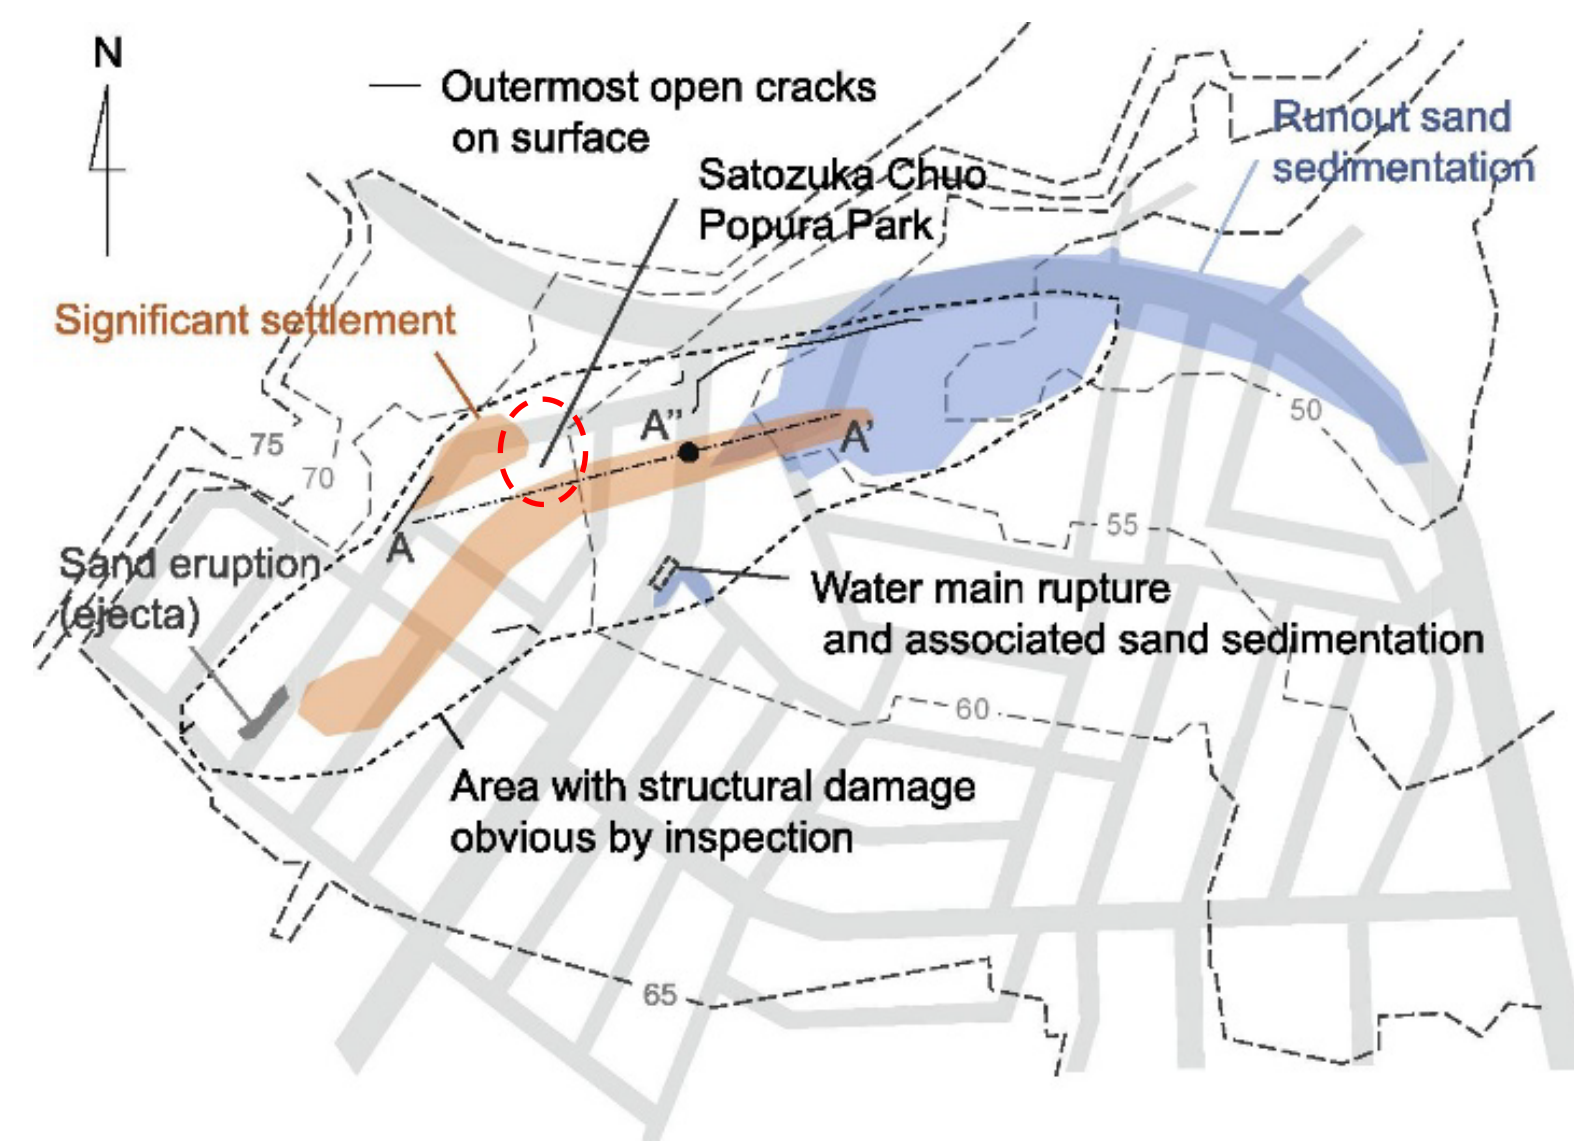 N
Outermost open cracks
on surface
Satozuka Chuo
Popura Park
Runout sand
sedimentation
Significant settlement
75
70
A"
A'
50
A
55
Sand eruption
(ejecta)
Water main rupture
and associated sand sedimentation
60
Area with structural damage
obvious by inspection
65